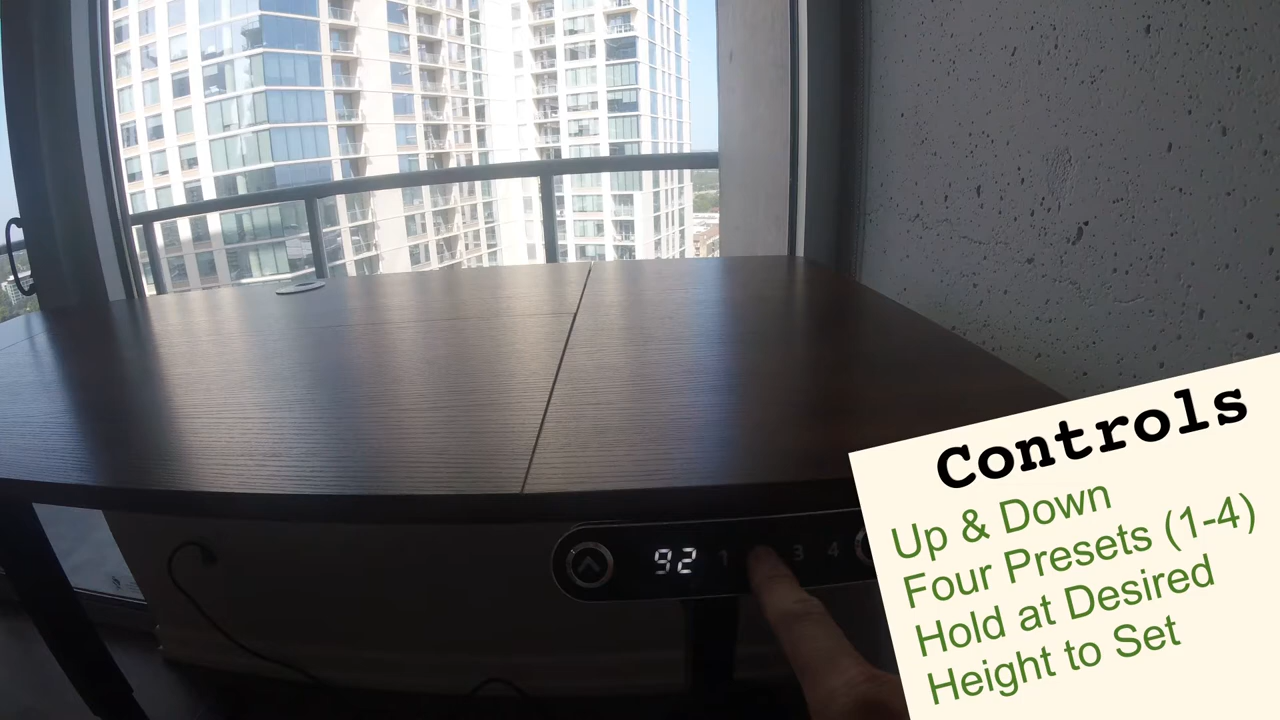 92 1 3 4
Controls
Up & Down
Four Presets (1-4)
Hold at Desired
Height to Set